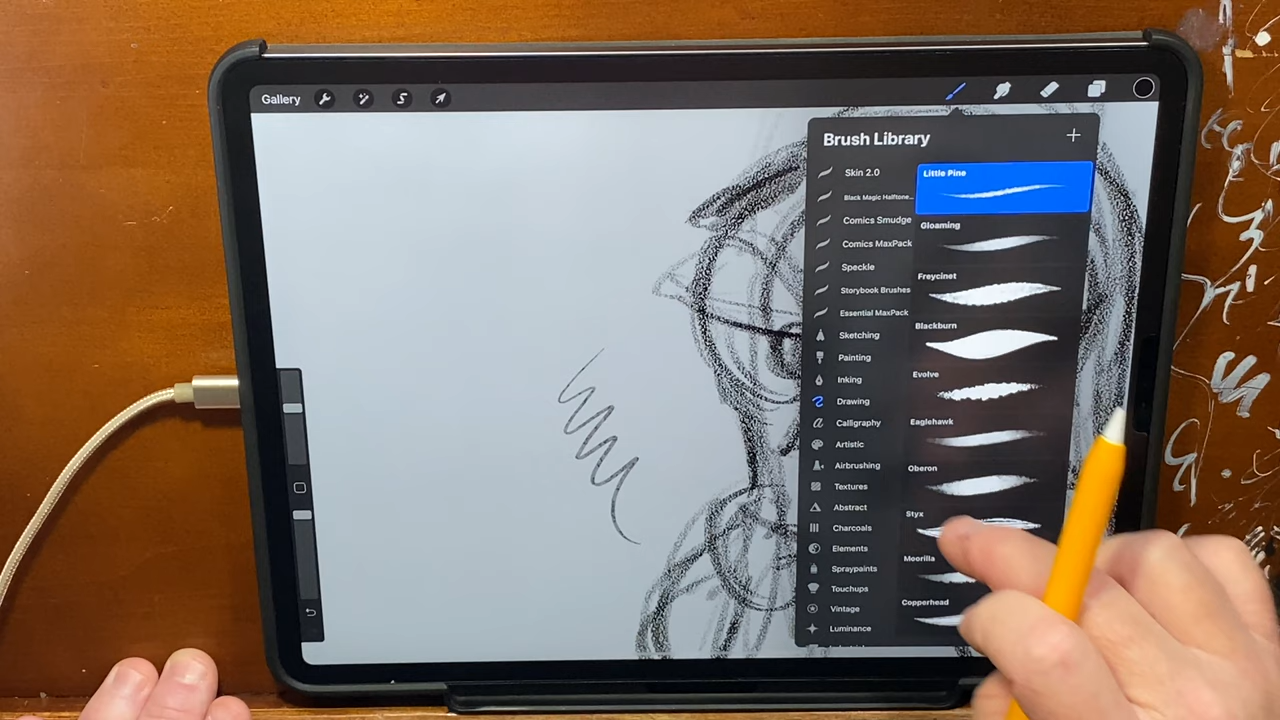 Gallery
Brush Library
Skin 2.0
Black Magic Halftone...
Comics Smudge
Comics MaxPack
Speckle
Storybook Brushes
Essential MaxPack
Sketching
Painting
Inking
Drawing
Calligraphy
Artistic
Airbrushing
Textures
Abstract
Charcoals
Elements
Spraypaints
Touchups
Vintage
Luminance
Little Pine
Gloaming
Freycinet
Blackburn
Evolve
Eaglehawk
Oberon
Styx
Moorilla
Copperhead